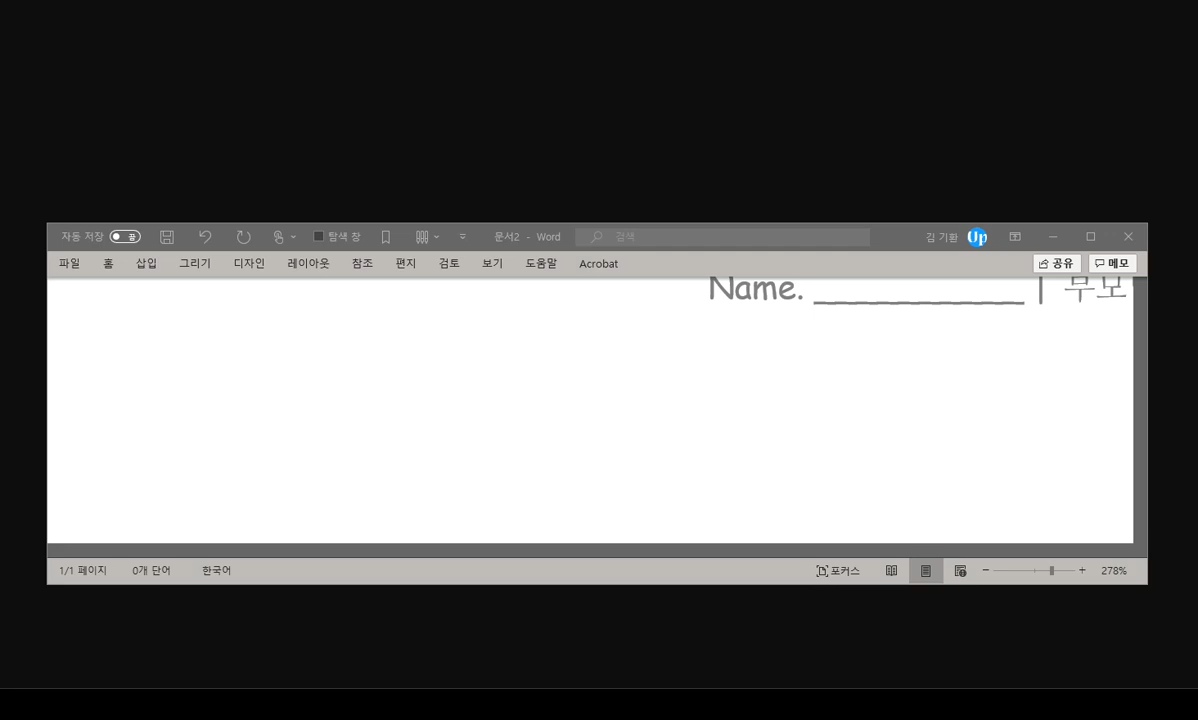 자동 저장 끔 탐색 창 문서2 - Word 검색 김 기환 Up
파일 홈 삽입 그리기 디자인 레이아웃 참조 편지 검토 보기 도움말 Acrobat 공유 메모
Name. ____________ | 부모
1/1 페이지 0개 단어 한국어 포커스 278%